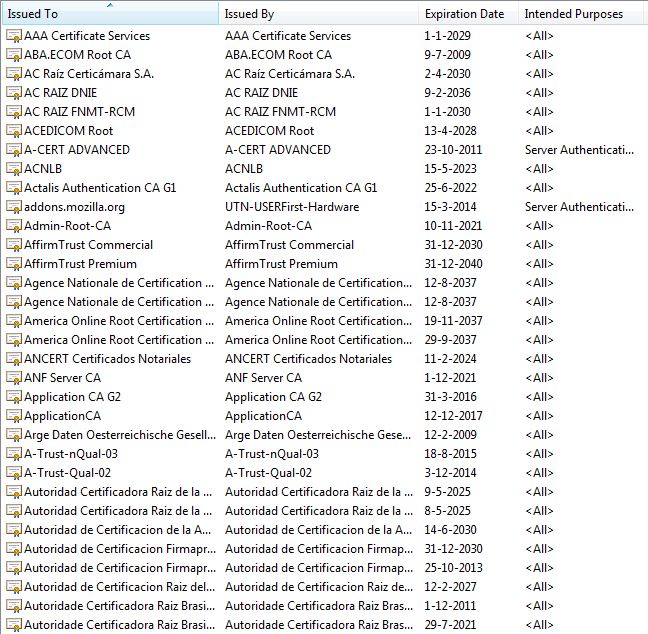 Issued To Issued By Expiration Date Intended Purposes
AAA Certificate Services AAA Certificate Services 1-1-2029 <All>
ABA.ECOM Root CA ABA.ECOM Root CA 9-7-2009 <All>
AC Raíz Certicámara S.A. AC Raíz Certicámara S.A. 2-4-2030 <All>
AC RAIZ DNIE AC RAIZ DNIE 9-2-2036 <All>
AC RAIZ FNMT-RCM AC RAIZ FNMT-RCM 1-1-2030 <All>
ACEDICOM Root ACEDICOM Root 13-4-2028 <All>
A-CERT ADVANCED A-CERT ADVANCED 23-10-2011 Server Authenticati...
ACNLB ACNLB 15-5-2023 <All>
Actalis Authentication CA G1 Actalis Authentication CA G1 25-6-2022 <All>
addons.mozilla.org UTN-USERFirst-Hardware 15-3-2014 Server Authenticati...
Admin-Root-CA Admin-Root-CA 10-11-2021 <All>
AffirmTrust Commercial AffirmTrust Commercial 31-12-2030 <All>
AffirmTrust Premium AffirmTrust Premium 31-12-2040 <All>
Agence Nationale de Certification ... Agence Nationale de Certification... 12-8-2037 <All>
Agence Nationale de Certification ... Agence Nationale de Certification... 12-8-2037 <All>
America Online Root Certification ... America Online Root Certification... 19-11-2037 <All>
America Online Root Certification ... America Online Root Certification... 29-9-2037 <All>
ANCERT Certificados Notariales ANCERT Certificados Notariales 11-2-2024 <All>
ANF Server CA ANF Server CA 1-12-2021 <All>
Application CA G2 Application CA G2 31-3-2016 <All>
ApplicationCA ApplicationCA 12-12-2017 <All>
Arge Daten Oesterreichische Gesell... Arge Daten Oesterreichische Gese... 12-2-2009 <All>
A-Trust-nQual-03 A-Trust-nQual-03 18-8-2015 <All>
A-Trust-Qual-02 A-Trust-Qual-02 3-12-2014 <All>
Autoridad Certificadora Raiz de la ... Autoridad Certificadora Raiz de la ... 9-5-2025 <All>
Autoridad Certificadora Raiz de la ... Autoridad Certificadora Raiz de la ... 8-5-2025 <All>
Autoridad de Certificacion de la A... Autoridad de Certificacion de la A... 14-6-2030 <All>
Autoridad de Certificacion Firmapr... Autoridad de Certificacion Firmap... 31-12-2030 <All>
Autoridad de Certificacion Firmapr... Autoridad de Certificacion Firmap... 25-10-2013 <All>
Autoridad de Certificacion Raiz del... Autoridad de Certificacion Raiz de... 12-2-2027 <All>
Autoridade Certificadora Raiz Brasi... Autoridade Certificadora Raiz Bras... 1-12-2011 <All>
Autoridade Certificadora Raiz Brasi... Autoridade Certificadora Raiz Bras... 29-7-2021 <All>